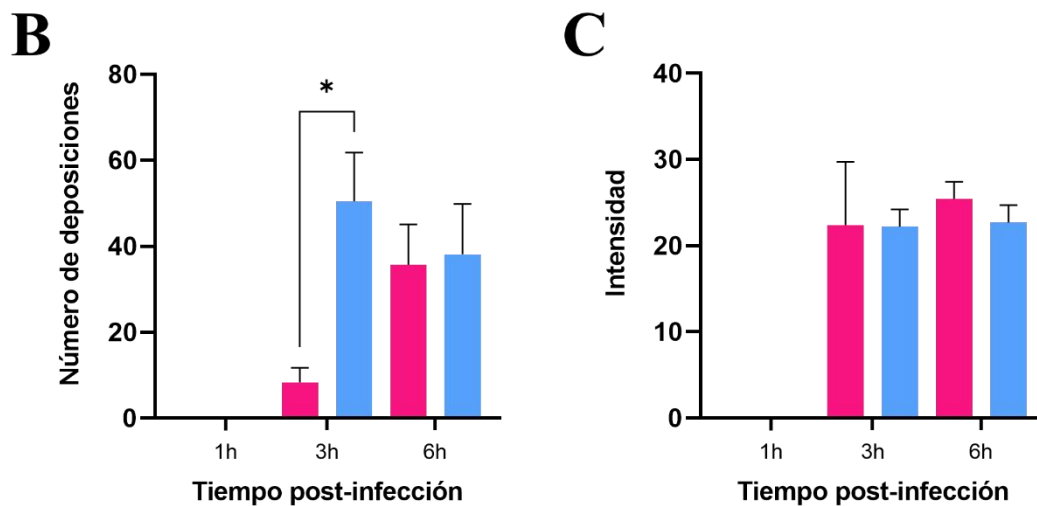 B
Número de deposiciones
80
60
40
20
0
*
1h
3h
6h
Tiempo post-infección
C
Intensidad
40
30
20
10
0
1h
3h
6h
Tiempo post-infección